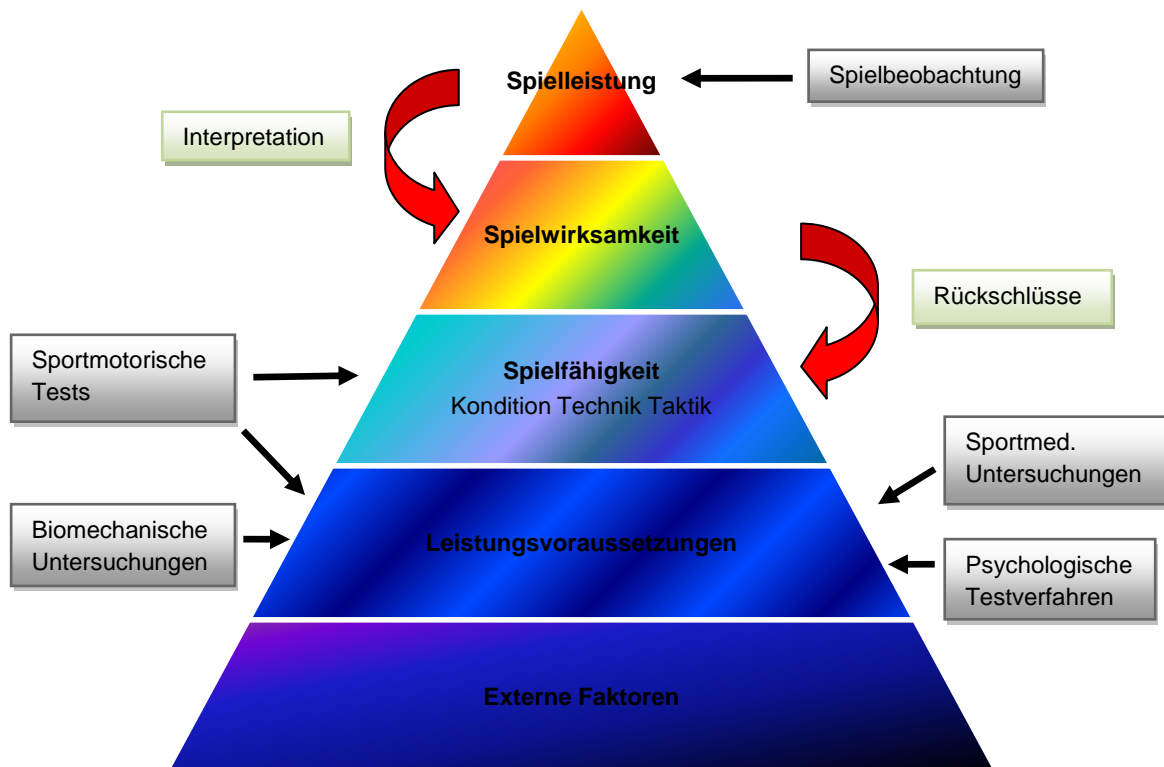 Spielleistung
Spielbeobachtung
Interpretation
Spielwirksamkeit
Rückschlüsse
Sportmotorische
Tests
Spielfähigkeit
Kondition Technik Taktik
Sportmed.
Untersuchungen
Biomechanische
Untersuchungen
Leistungsvoraussetzungen
Psychologische
Testverfahren
Externe Faktoren